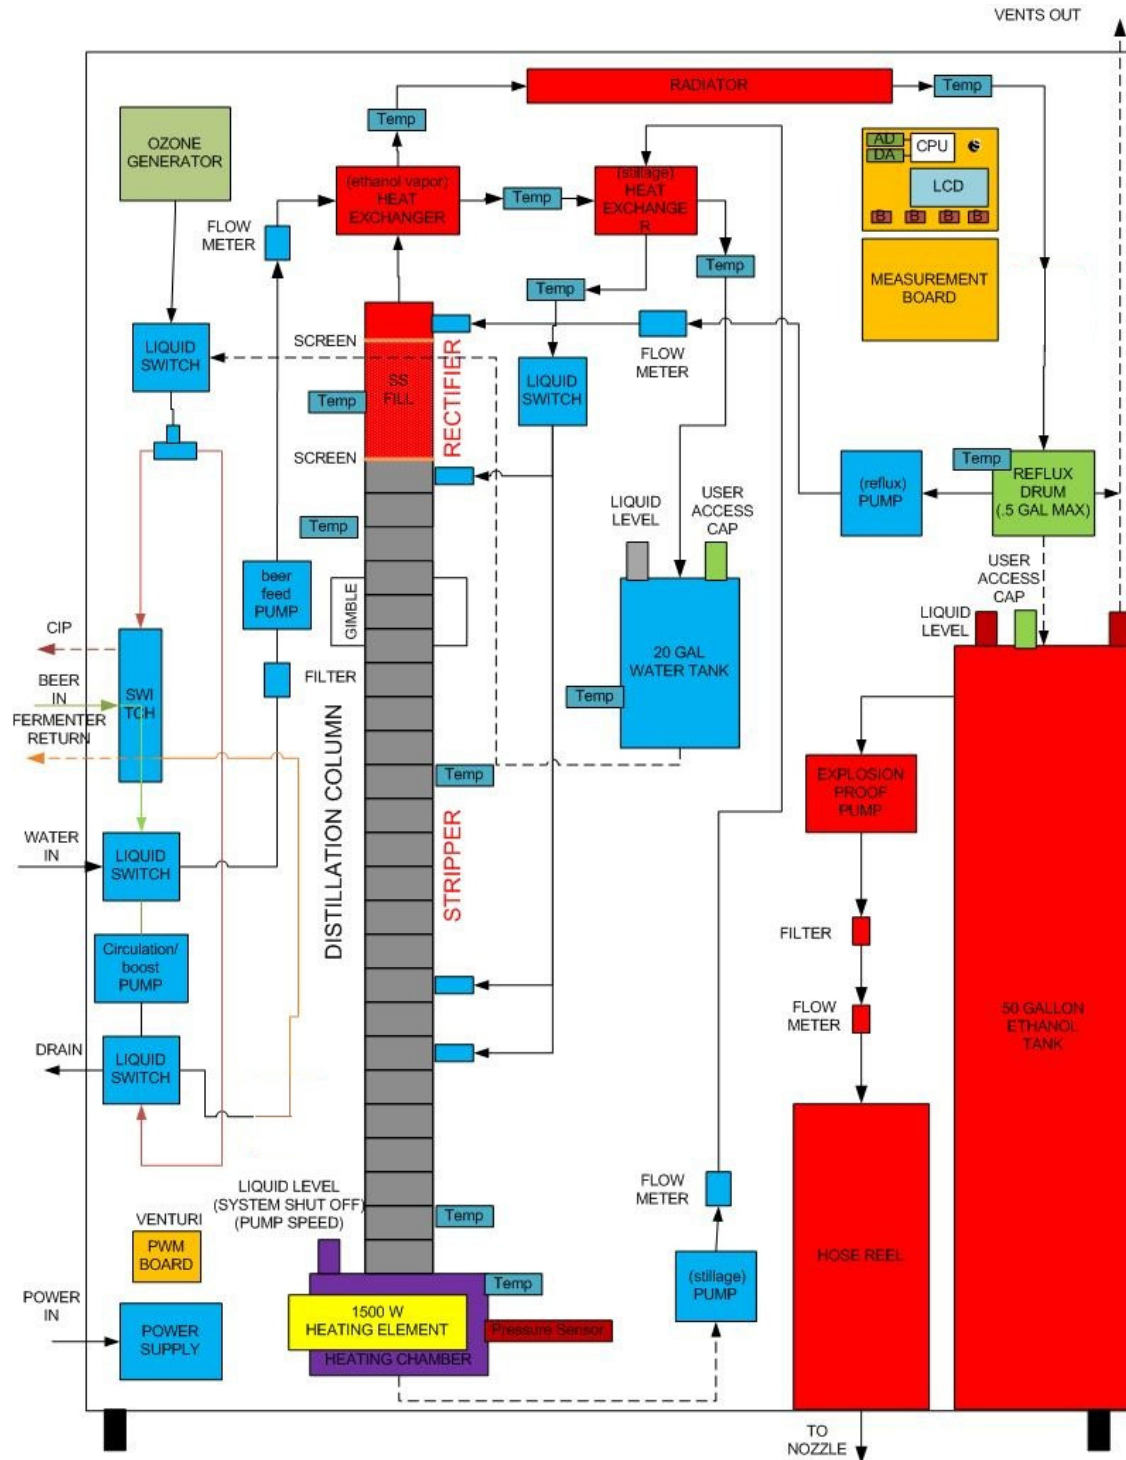 VENTS OUT
RADIATOR
Temp
Temp
OZONE
GENERATOR
AD
DA
CPU
LCD
B
B
B
B
(ethanol vapor)
HEAT
EXCHANGER
Temp
(stillage)
HEAT
EXCHANGE
R
FLOW
METER
Temp
Temp
MEASUREMENT
BOARD
LIQUID
SWITCH
SCREEN
SS
FILL
Temp
RECTIFIER
FLOW
METER
LIQUID
SWITCH
SCREEN
Temp
REFLUX
DRUM
(.5 GAL MAX)
(reflux)
PUMP
LIQUID
LEVEL
USER
ACCESS
CAP
Temp
beer
feed
PUMP
GIMBLE
USER
ACCESS
CAP
LIQUID
LEVEL
CIP
BEER
IN
FERMENTER
RETURN
SWI
TCH
FILTER
20 GAL
WATER TANK
Temp
DISTILLATION COLUMN
Temp
STRIPPER
EXPLOSION
PROOF
PUMP
WATER
IN
LIQUID
SWITCH
Circulation/
boost
PUMP
FILTER
FLOW
METER
50 GALLON
ETHANOL
TANK
DRAIN
LIQUID
SWITCH
LIQUID LEVEL
(SYSTEM SHUT OFF)
(PUMP SPEED)
Temp
FLOW
METER
VENTURI
PWM
BOARD
HOSE REEL
(stillage)
PUMP
Temp
POWER
IN
POWER
SUPPLY
1500 W
HEATING ELEMENT
Pressure Sensor
HEATING CHAMBER
TO
NOZZLE